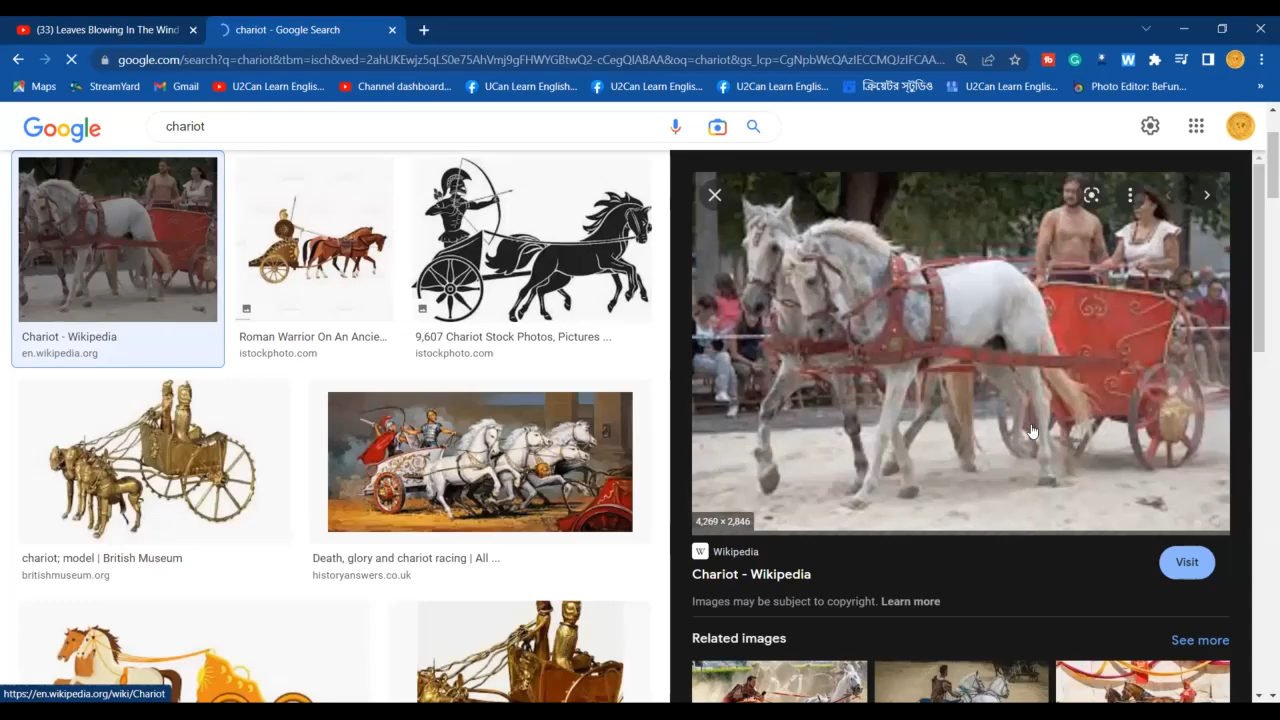 (33) Leaves Blowing In The Wind
chariot - Google Search
google.com/search?q=chariot&tbm=isch&ved=2ahUKEwjz5qLS0e75AhVmj9gFHWYGBtwQ2-cCegQIABAA&oq=chariot&gs_lcp=CgNpbWcQAzIECCMQJzIFCAA...
Maps
StreamYard
Gmail
U2Can Learn Englis...
Channel dashboard...
UCan Learn English...
U2Can Learn Englis...
U2Can Learn Englis...
ক্রিয়েটর স্টুডিও
U2Can Learn Englis...
Photo Editor: BeFun...
»
Google
chariot
Chariot - Wikipedia
en.wikipedia.org
Roman Warrior On An Ancie...
istockphoto.com
9,607 Chariot Stock Photos, Pictures ...
istockphoto.com
chariot; model | British Museum
britishmuseum.org
Death, glory and chariot racing | All ...
historyanswers.co.uk
4,269 × 2,846
W Wikipedia
Chariot - Wikipedia
Visit
Images may be subject to copyright. Learn more
Related images
See more
https://en.wikipedia.org/wiki/Chariot